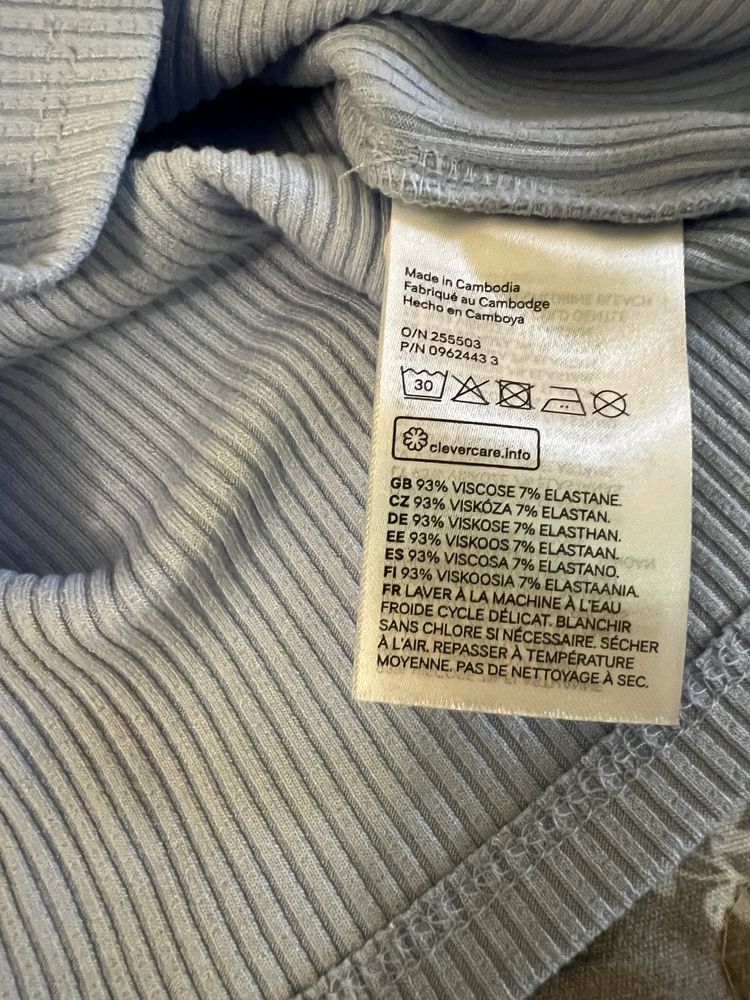 Made in Cambodia
Fabriqué au Cambodge
Hecho en Camboya
O/N 255503
P/N 0962443 3
30
clevercare.info
GB 93% VISCOSE 7% ELASTANE.
CZ 93% VISKÓZA 7% ELASTAN.
DE 93% VISKOSE 7% ELASTHAN.
EE 93% VISKOOS 7% ELASTAAN.
ES 93% VISCOSA 7% ELASTANO.
FI 93% VISKOOSIA 7% ELASTAANIA.
FR LAVER À LA MACHINE À L'EAU
FROIDE CYCLE DÉLICAT. BLANCHIR
SANS CHLORE SI NÉCESSAIRE. SÉCHER
À L'AIR. REPASSER À TEMPÉRATURE
MOYENNE. PAS DE NETTOYAGE À SEC.